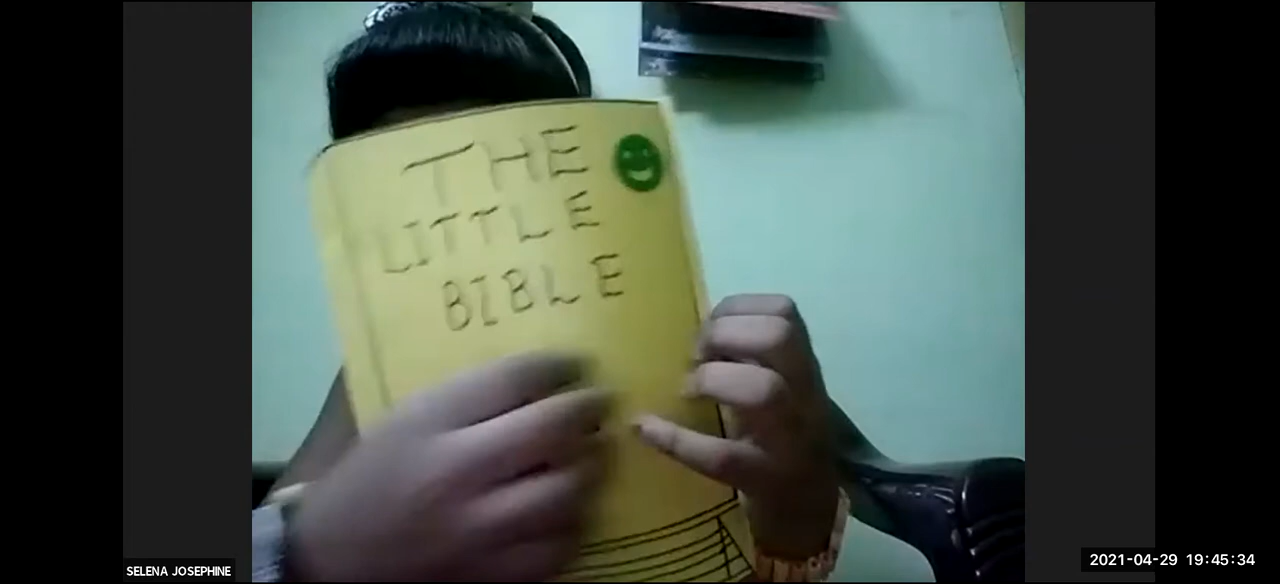 THE
LITTLE
BIBLE
SELENA JOSEPHINE
2021-04-29 19:45:34